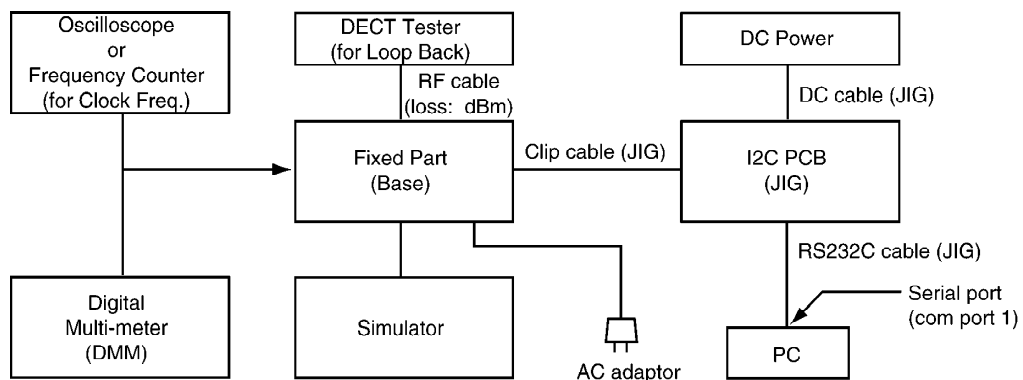 Oscilloscope
or
Frequency Counter
(for Clock Freq.)
DECT Tester
(for Loop Back)
DC Power
RF cable
(loss: dBm)
DC cable (JIG)
Fixed Part
(Base)
Clip cable (JIG)
I2C PCB
(JIG)
RS232C cable (JIG)
Digital
Multi-meter
(DMM)
Simulator
AC adaptor
Serial port
(com port 1)
PC